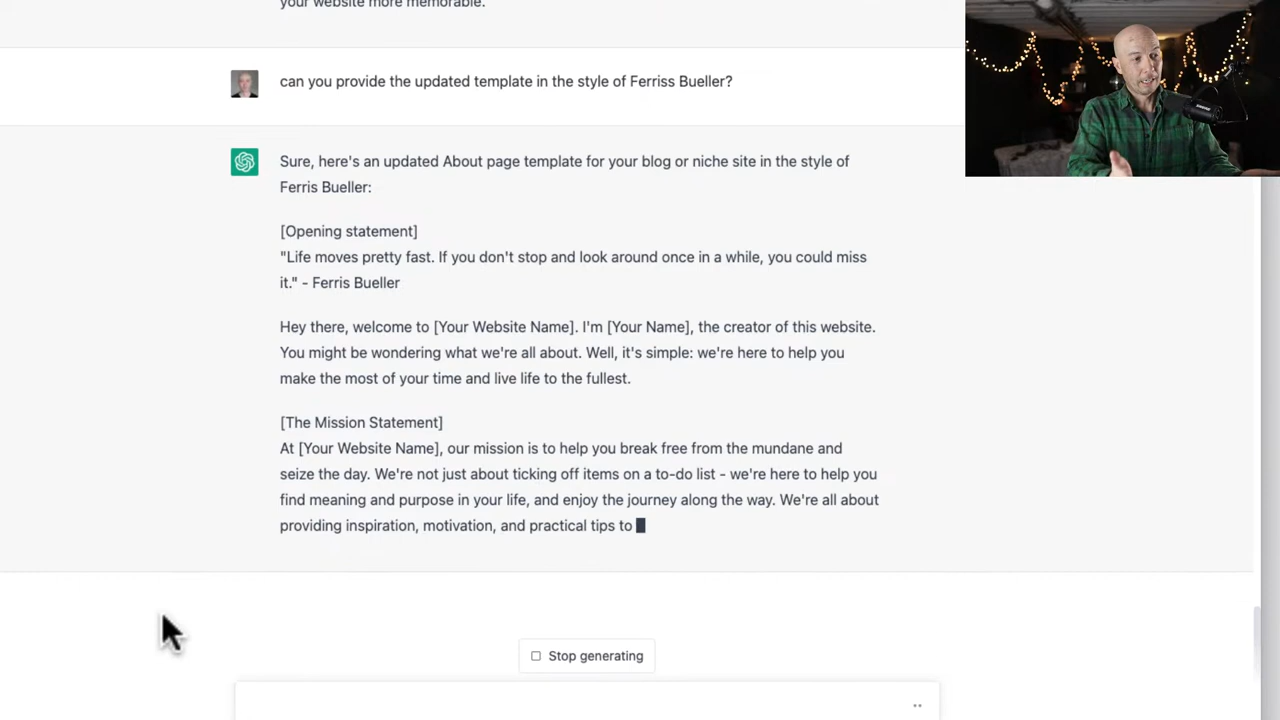 your website more memorable.
can you provide the updated template in the style of Ferriss Bueller?
Sure, here's an updated About page template for your blog or niche site in the style of
Ferris Bueller:
[Opening statement]
"Life moves pretty fast. If you don't stop and look around once in a while, you could miss
it." - Ferris Bueller
Hey there, welcome to [Your Website Name]. I'm [Your Name], the creator of this website.
You might be wondering what we're all about. Well, it's simple: we're here to help you
make the most of your time and live life to the fullest.
[The Mission Statement]
At [Your Website Name], our mission is to help you break free from the mundane and
seize the day. We're not just about ticking off items on a to-do list - we're here to help you
find meaning and purpose in your life, and enjoy the journey along the way. We're all about
providing inspiration, motivation, and practical tips to
Stop generating